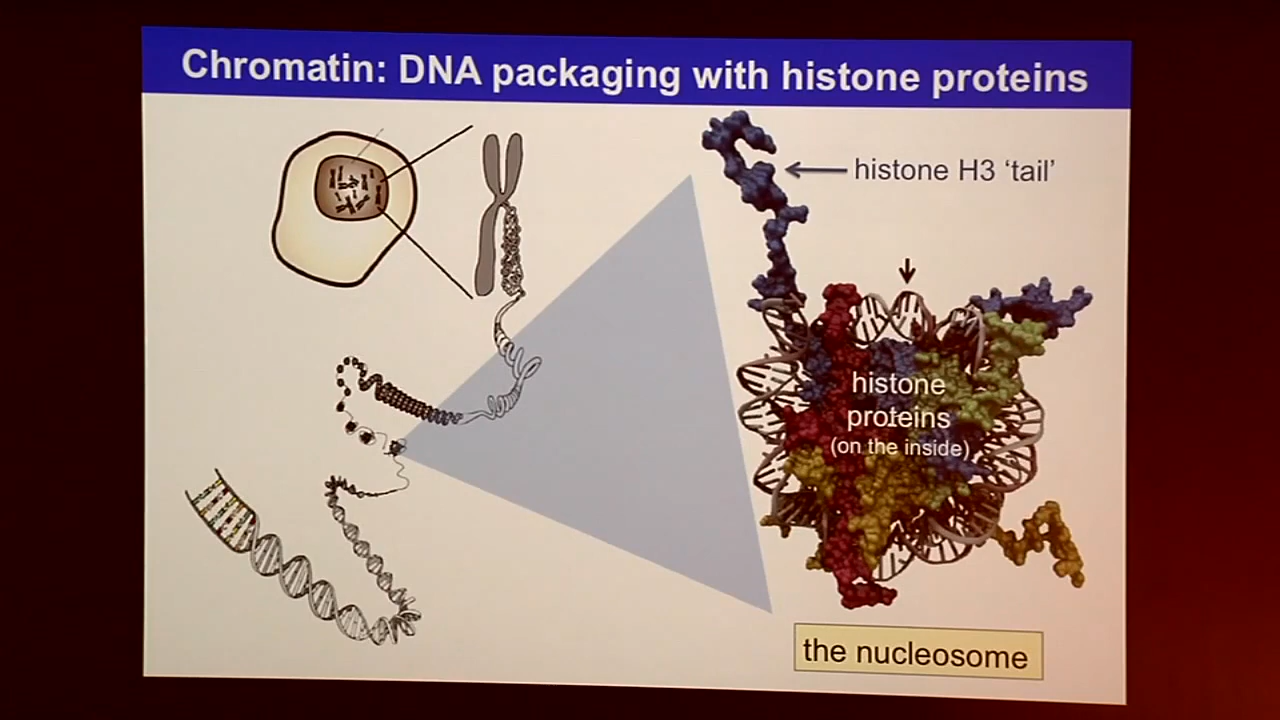 Chromatin: DNA packaging with histone proteins
histone H3 ‘tail’
histone
proteins
(on the inside)
the nucleosome